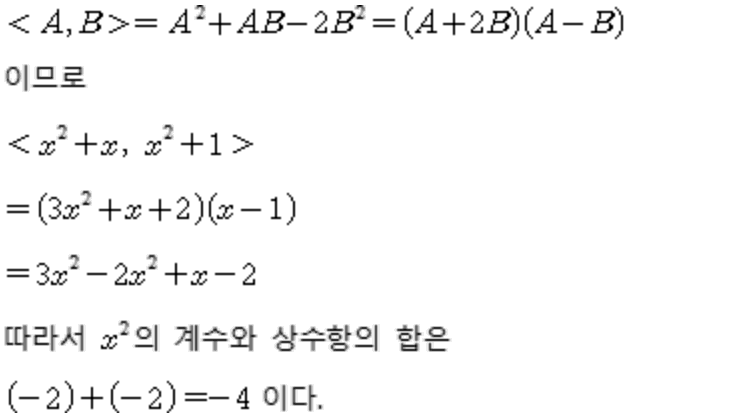 < A, B >= A²+AB−2B²=(A+2B)(A−B)
이므로
< x²+x, x²+1 >
=(3x²+x+2)(x−1)
=3x²−2x²+x−2
따라서 x²의 계수와 상수항의 합은
(−2)+(−2)=−4 이다.